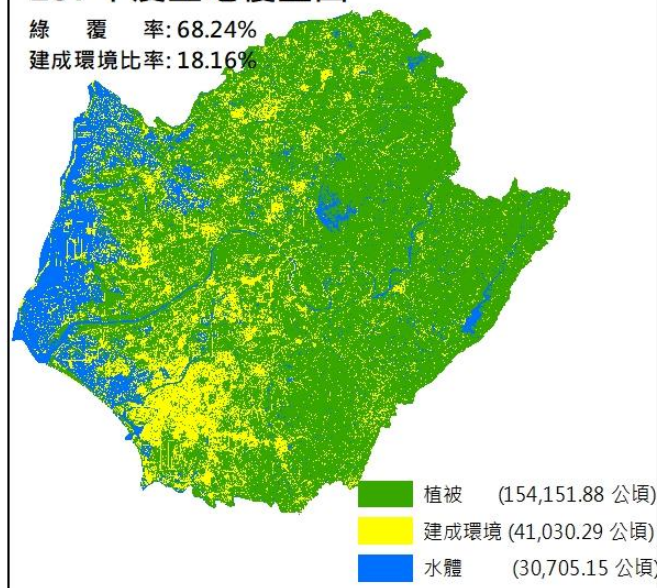 綠 覆 率: 68.24%
建成環境比率: 18.16%
植被 (154,151.88 公頃)
建成環境 (41,030.29 公頃)
水體 (30,705.15 公頃)